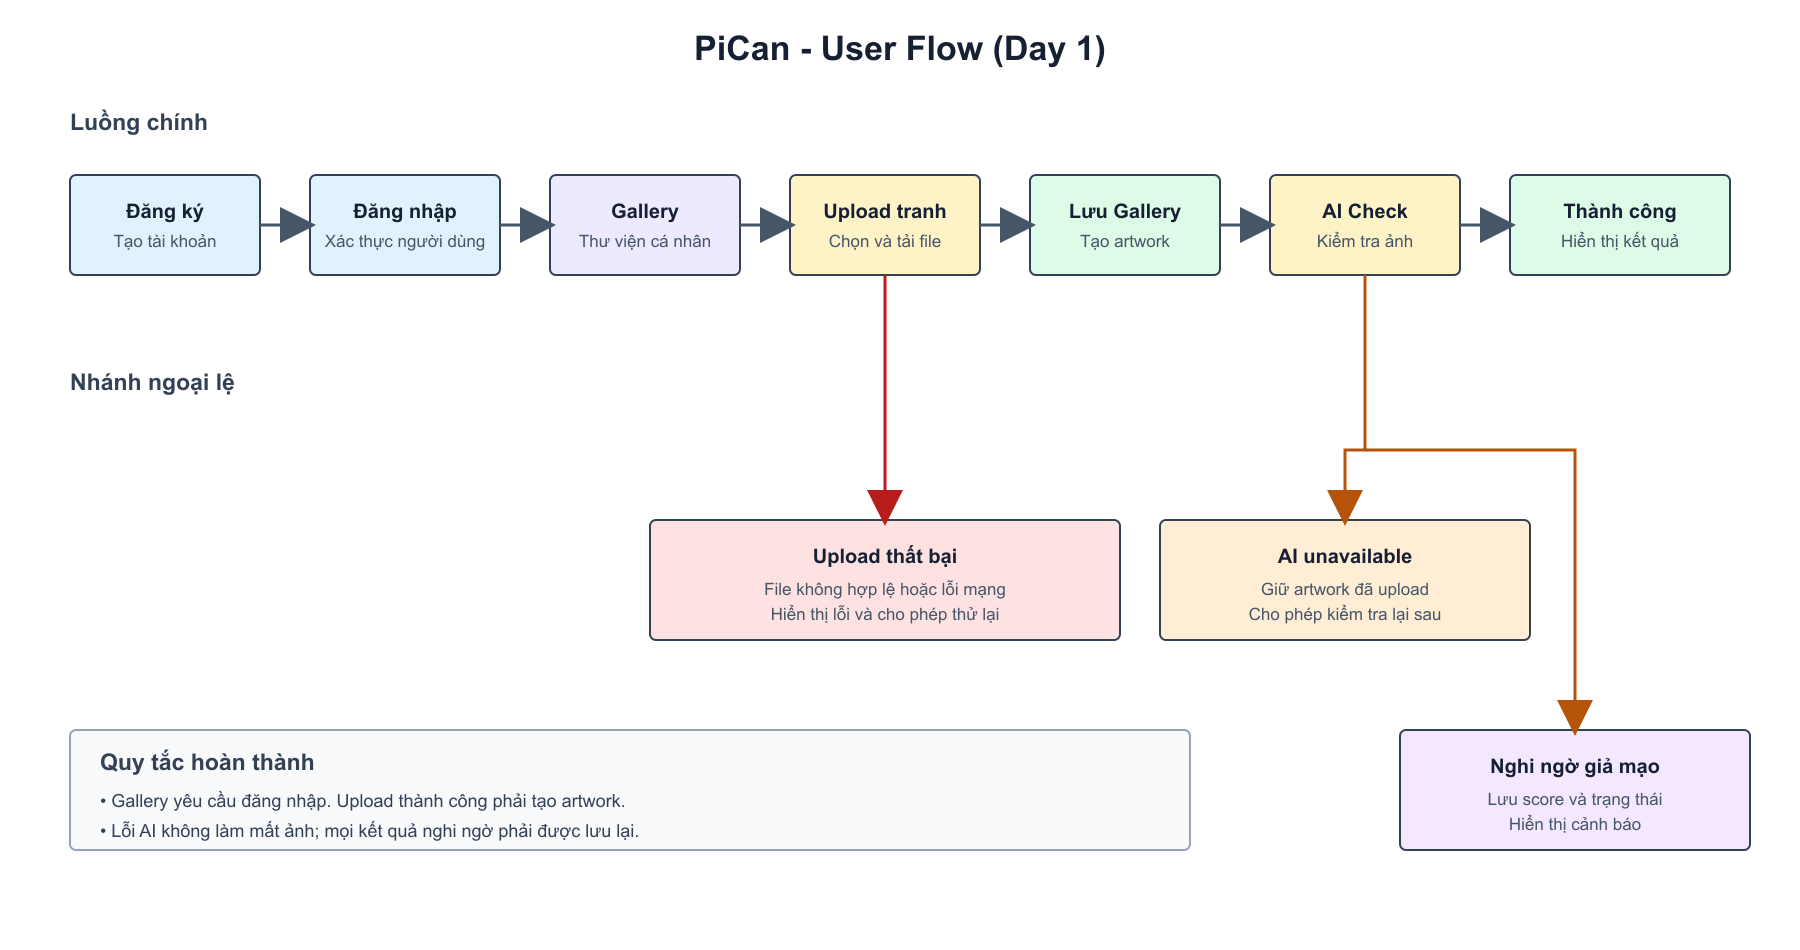 PiCan - User Flow (Day 1)
Luồng chính
Đăng ký
Tạo tài khoản
Đăng nhập
Xác thực người dùng
Gallery
Thư viện cá nhân
Upload tranh
Chọn và tải file
Lưu Gallery
Tạo artwork
AI Check
Kiểm tra ảnh
Thành công
Hiển thị kết quả
Nhánh ngoại lệ
Upload thất bại
File không hợp lệ hoặc lỗi mạng
Hiển thị lỗi và cho phép thử lại
AI unavailable
Giữ artwork đã upload
Cho phép kiểm tra lại sau
Quy tắc hoàn thành
• Gallery yêu cầu đăng nhập. Upload thành công phải tạo artwork.
• Lỗi AI không làm mất ảnh; mọi kết quả nghi ngờ phải được lưu lại.
Nghi ngờ giả mạo
Lưu score và trạng thái
Hiển thị cảnh báo